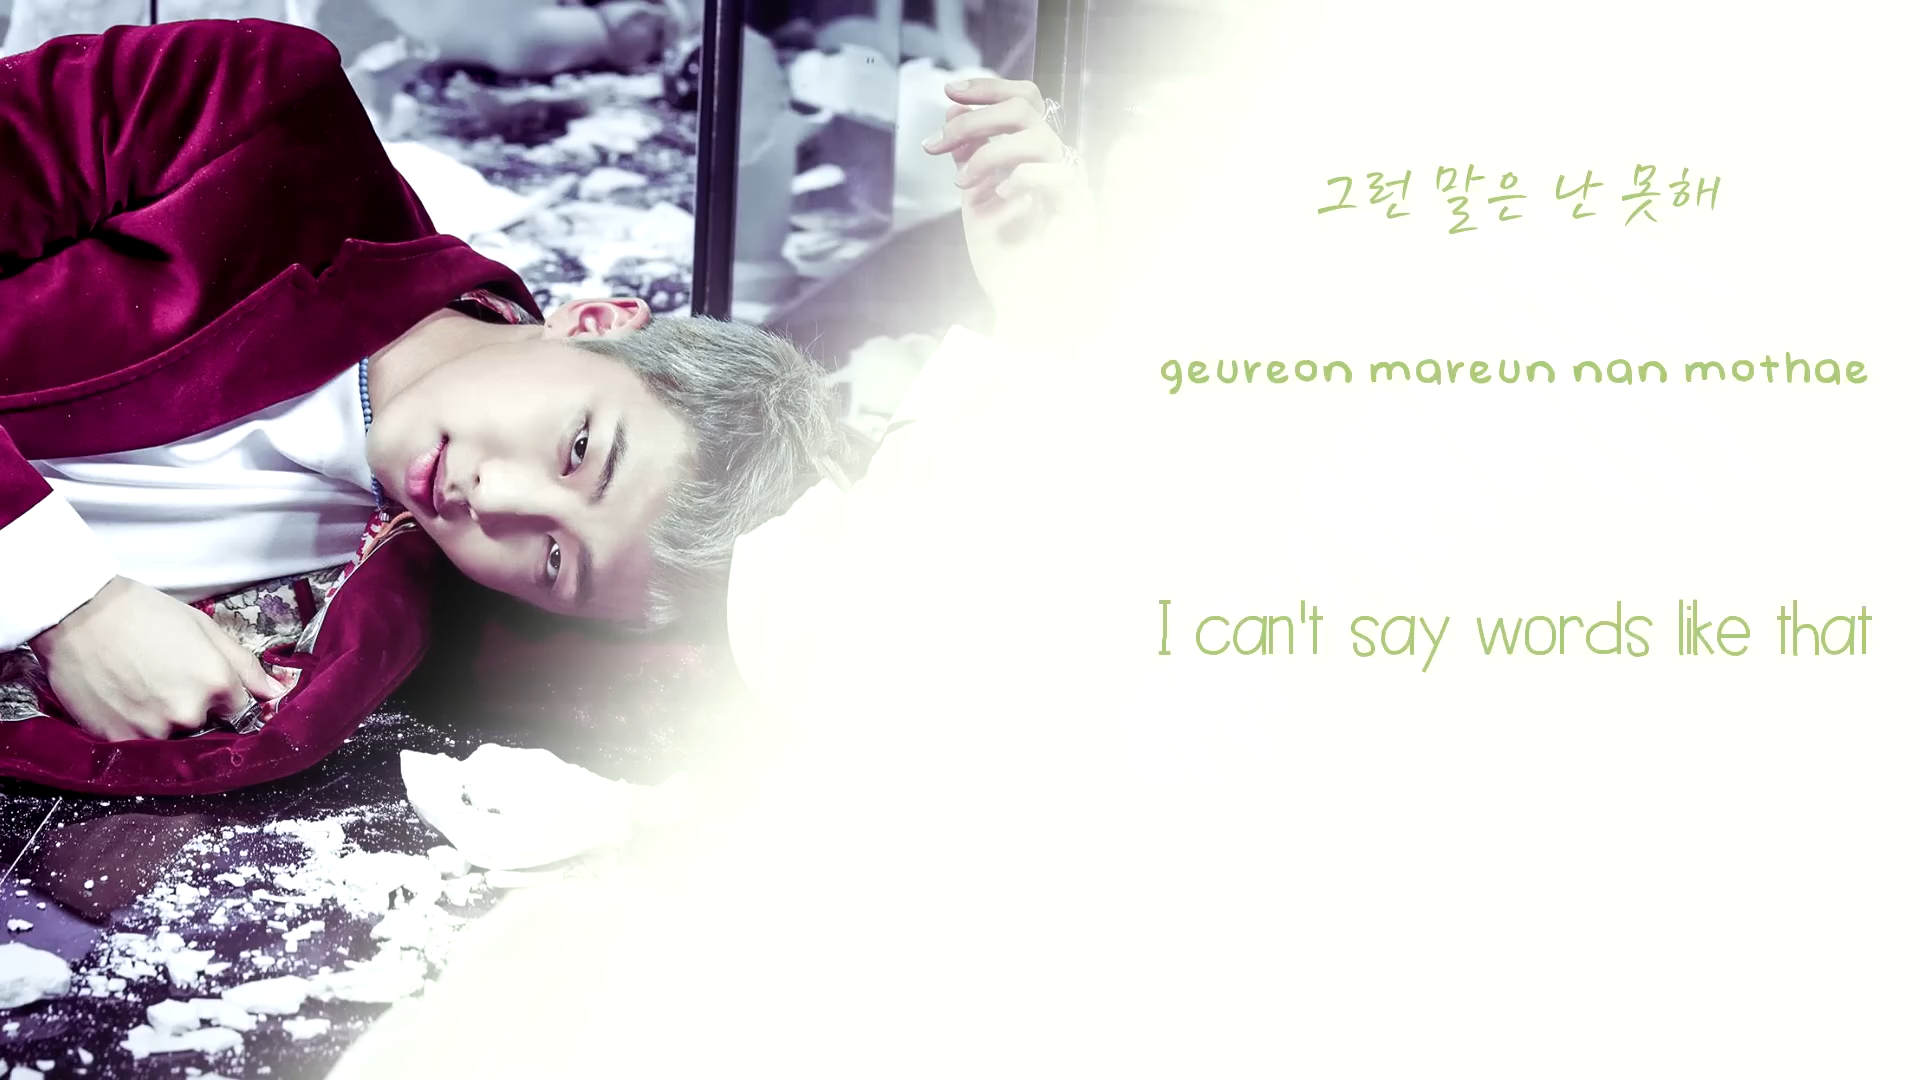 그런 말은 난 못해
geureon mareun nan mothae
I can't say words like that